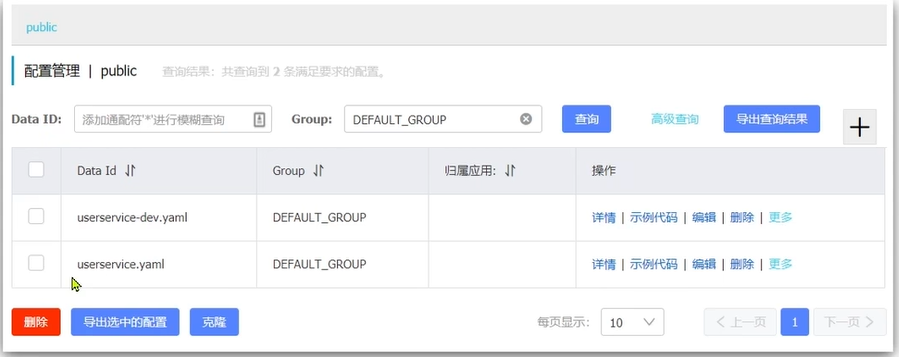 public
配置管理 | public 查询结果：共查询到 2 条满足要求的配置。
Data ID: 添加通配符'*'进行模糊查询 Group: DEFAULT_GROUP 查询 高级查询 导出查询结果
Data Id Group 归属应用: 操作
userservice-dev.yaml DEFAULT_GROUP 详情 | 示例代码 | 编辑 | 删除 | 更多
userservice.yaml DEFAULT_GROUP 详情 | 示例代码 | 编辑 | 删除 | 更多
删除 导出选中的配置 克隆 每页显示: 10 < 上一页 1 下一页 >